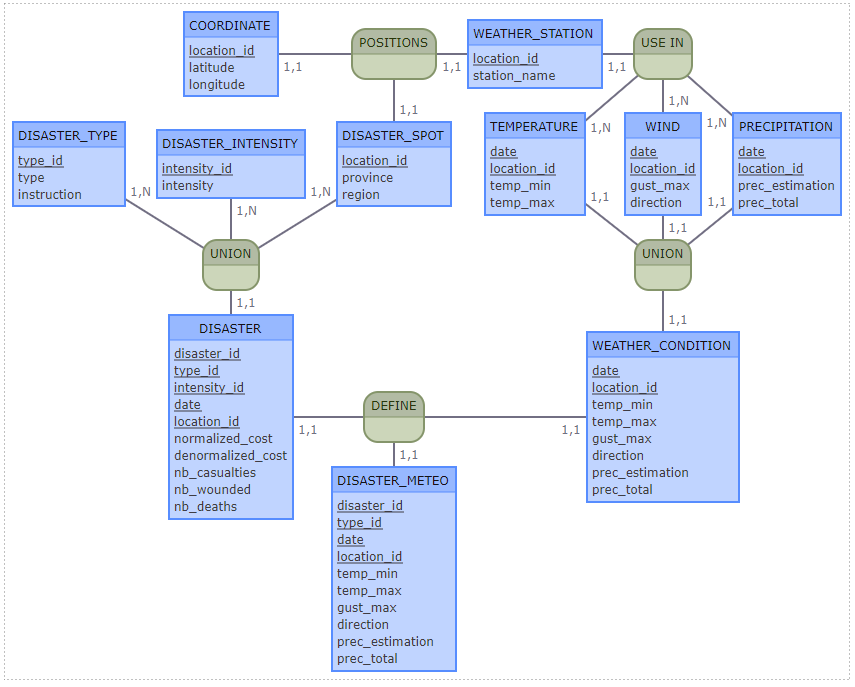 COORDINATE
location_id
latitude
longitude
1,1
POSITIONS
1,1
1,1
WEATHER_STATION
location_id
station_name
1,1
USE IN
1,N
1,N
1,N
DISASTER_TYPE
type_id
type
instruction
1,N
DISASTER_INTENSITY
intensity_id
intensity
1,N
DISASTER_SPOT
location_id
province
region
1,N
TEMPERATURE
date
location_id
temp_min
temp_max
1,1
WIND
date
location_id
gust_max
direction
1,1
PRECIPITATION
date
location_id
prec_estimation
prec_total
1,1
UNION
1,1
UNION
1,1
DISASTER
disaster_id
type_id
intensity_id
date
location_id
normalized_cost
denormalized_cost
nb_casualties
nb_wounded
nb_deaths
1,1
DEFINE
1,1
1,1
WEATHER_CONDITION
date
location_id
temp_min
temp_max
gust_max
direction
prec_estimation
prec_total
DISASTER_METEO
disaster_id
type_id
date
location_id
temp_min
temp_max
gust_max
direction
prec_estimation
prec_total